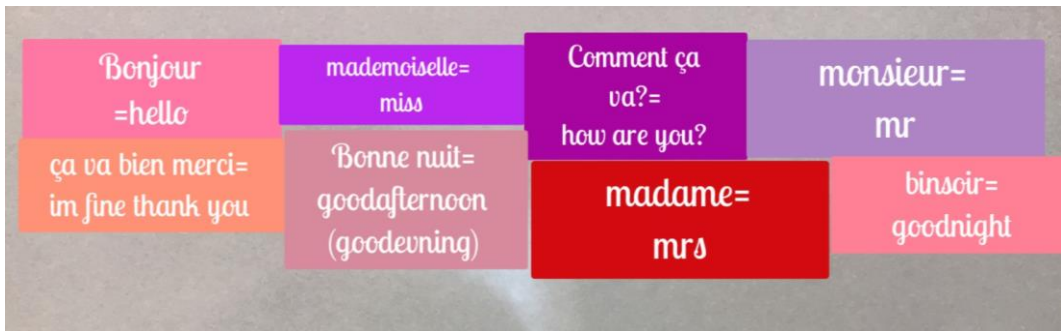 Bonjour
=hello
mademoiselle=
miss
Comment ça
va?=
how are you?
monsieur=
mr
ça va bien merci=
im fine thank you
Bonne nuit=
goodafternoon
(goodevning)
madame=
mrs
binsoir=
goodnight